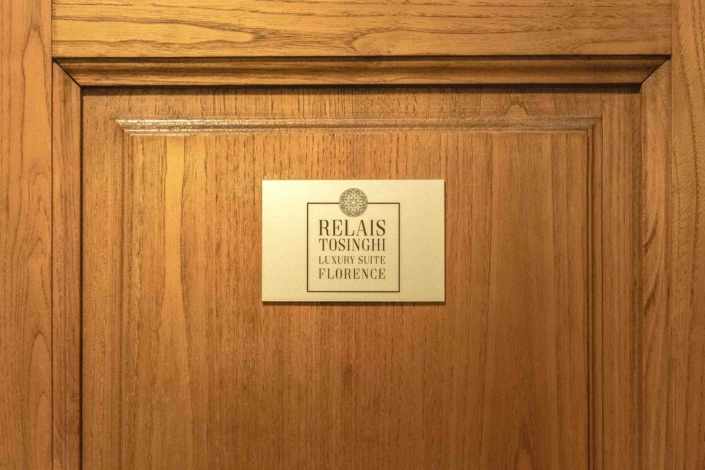 RELAIS
TOSINGHI
LUXURY SUITE
FLORENCE